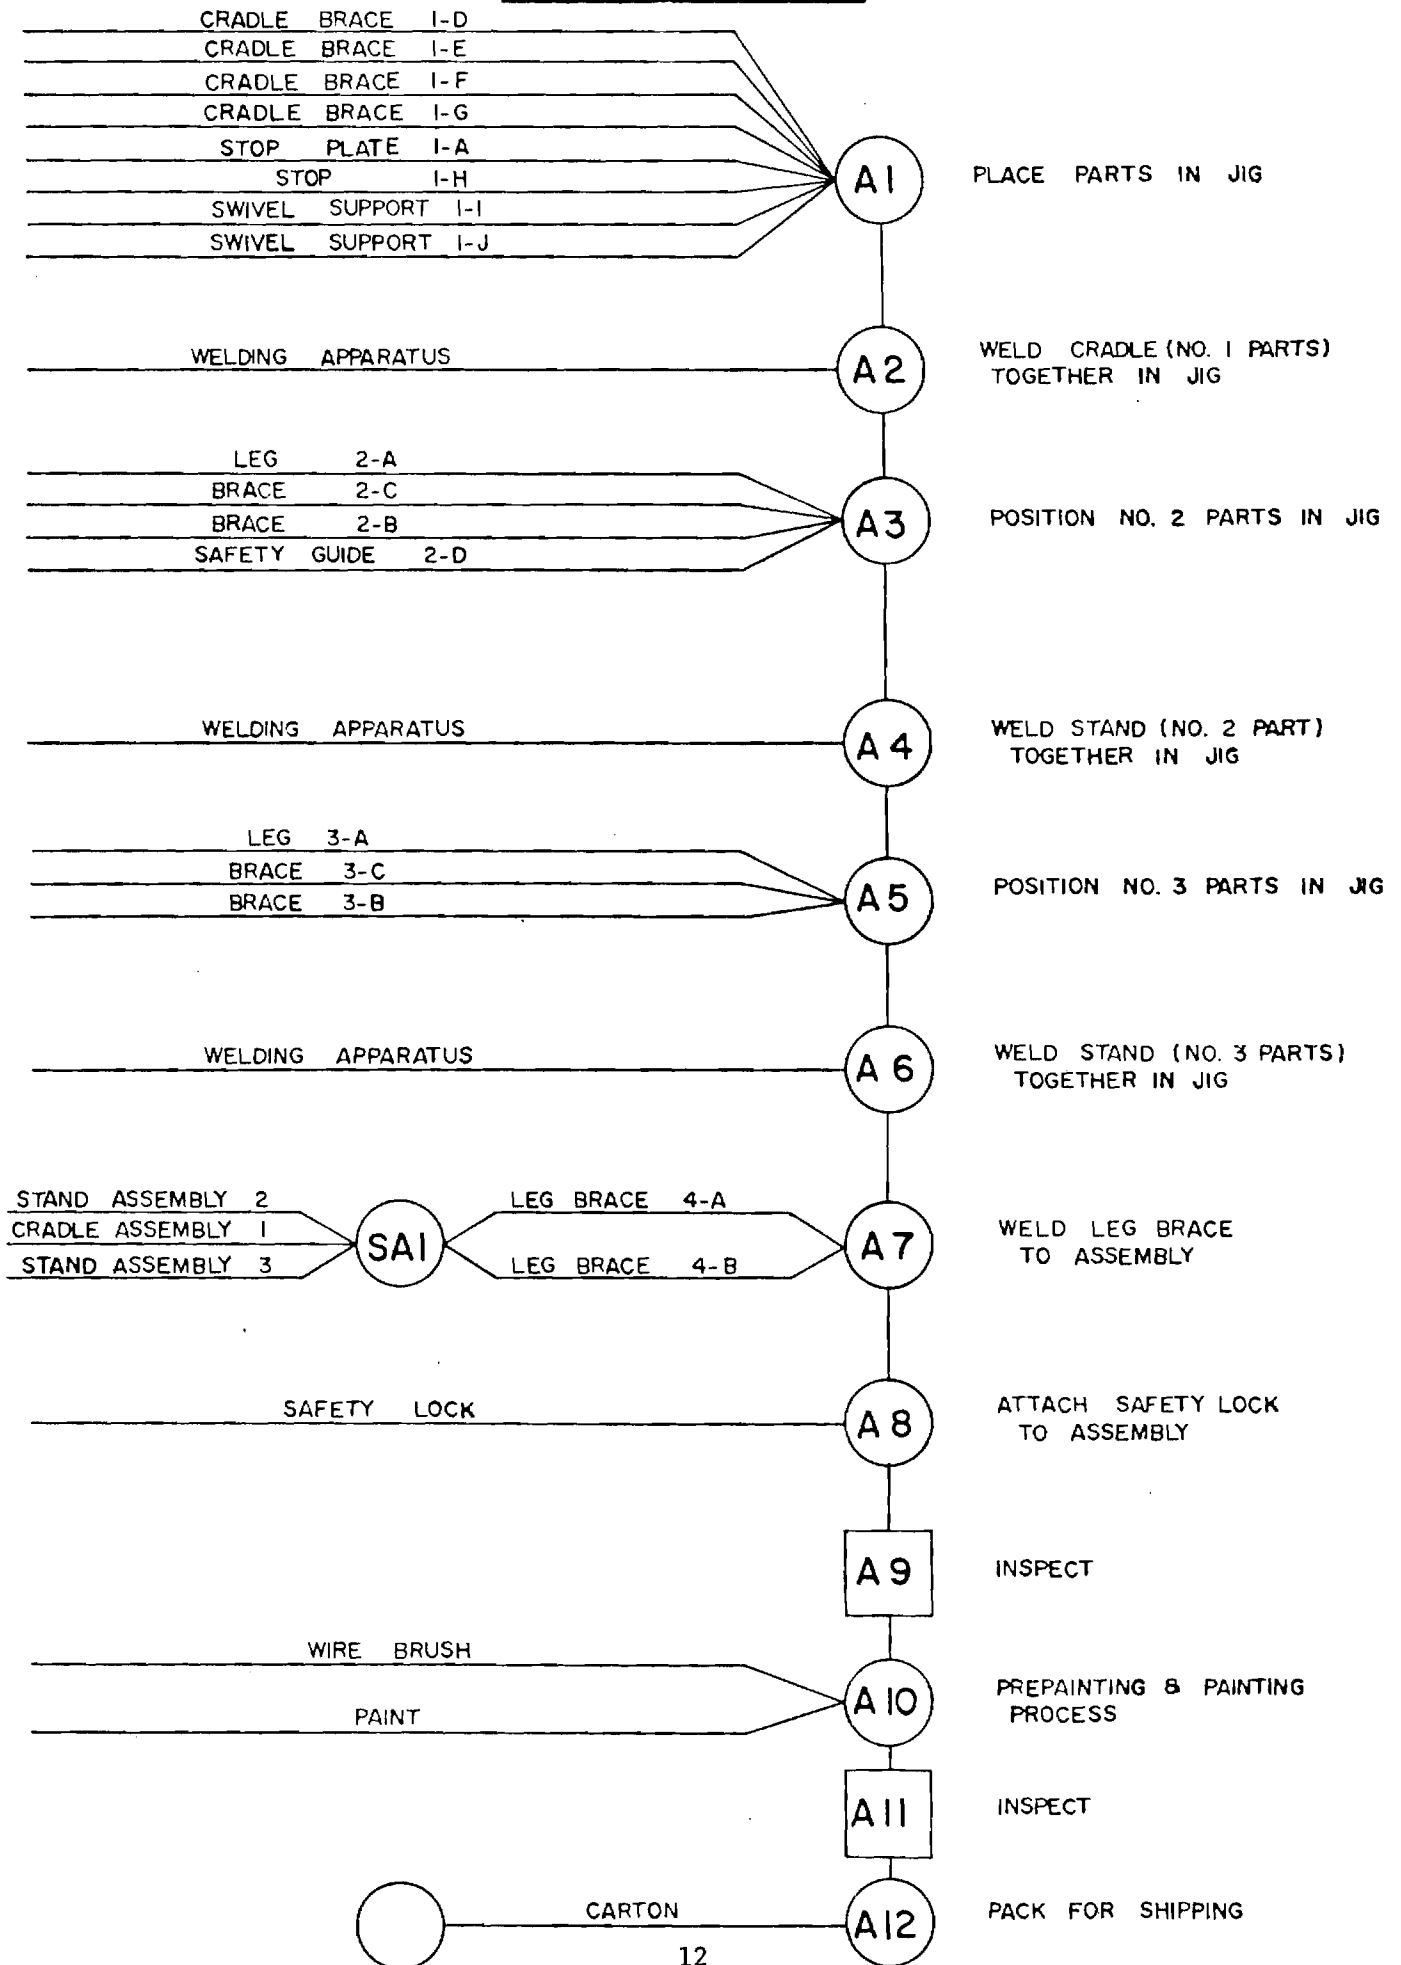 CRADLE BRACE 1-D
CRADLE BRACE 1-E
CRADLE BRACE 1-F
CRADLE BRACE 1-G
STOP PLATE 1-A
STOP 1-H
SWIVEL SUPPORT 1-I
SWIVEL SUPPORT 1-J
A1
PLACE PARTS IN JIG
WELDING APPARATUS
A2
WELD CRADLE (NO. 1 PARTS)
TOGETHER IN JIG
LEG 2-A
BRACE 2-C
BRACE 2-B
SAFETY GUIDE 2-D
A3
POSITION NO. 2 PARTS IN JIG
WELDING APPARATUS
A4
WELD STAND (NO. 2 PART)
TOGETHER IN JIG
LEG 3-A
BRACE 3-C
BRACE 3-B
A5
POSITION NO. 3 PARTS IN JIG
WELDING APPARATUS
A6
WELD STAND (NO. 3 PARTS)
TOGETHER IN JIG
STAND ASSEMBLY 2
CRADLE ASSEMBLY 1
STAND ASSEMBLY 3
SA1
LEG BRACE 4-A
LEG BRACE 4-B
A7
WELD LEG BRACE
TO ASSEMBLY
SAFETY LOCK
A8
ATTACH SAFETY LOCK
TO ASSEMBLY
A9
INSPECT
WIRE BRUSH
PAINT
A10
PREPAINTING & PAINTING
PROCESS
A11
INSPECT
CARTON
A12
PACK FOR SHIPPING
12